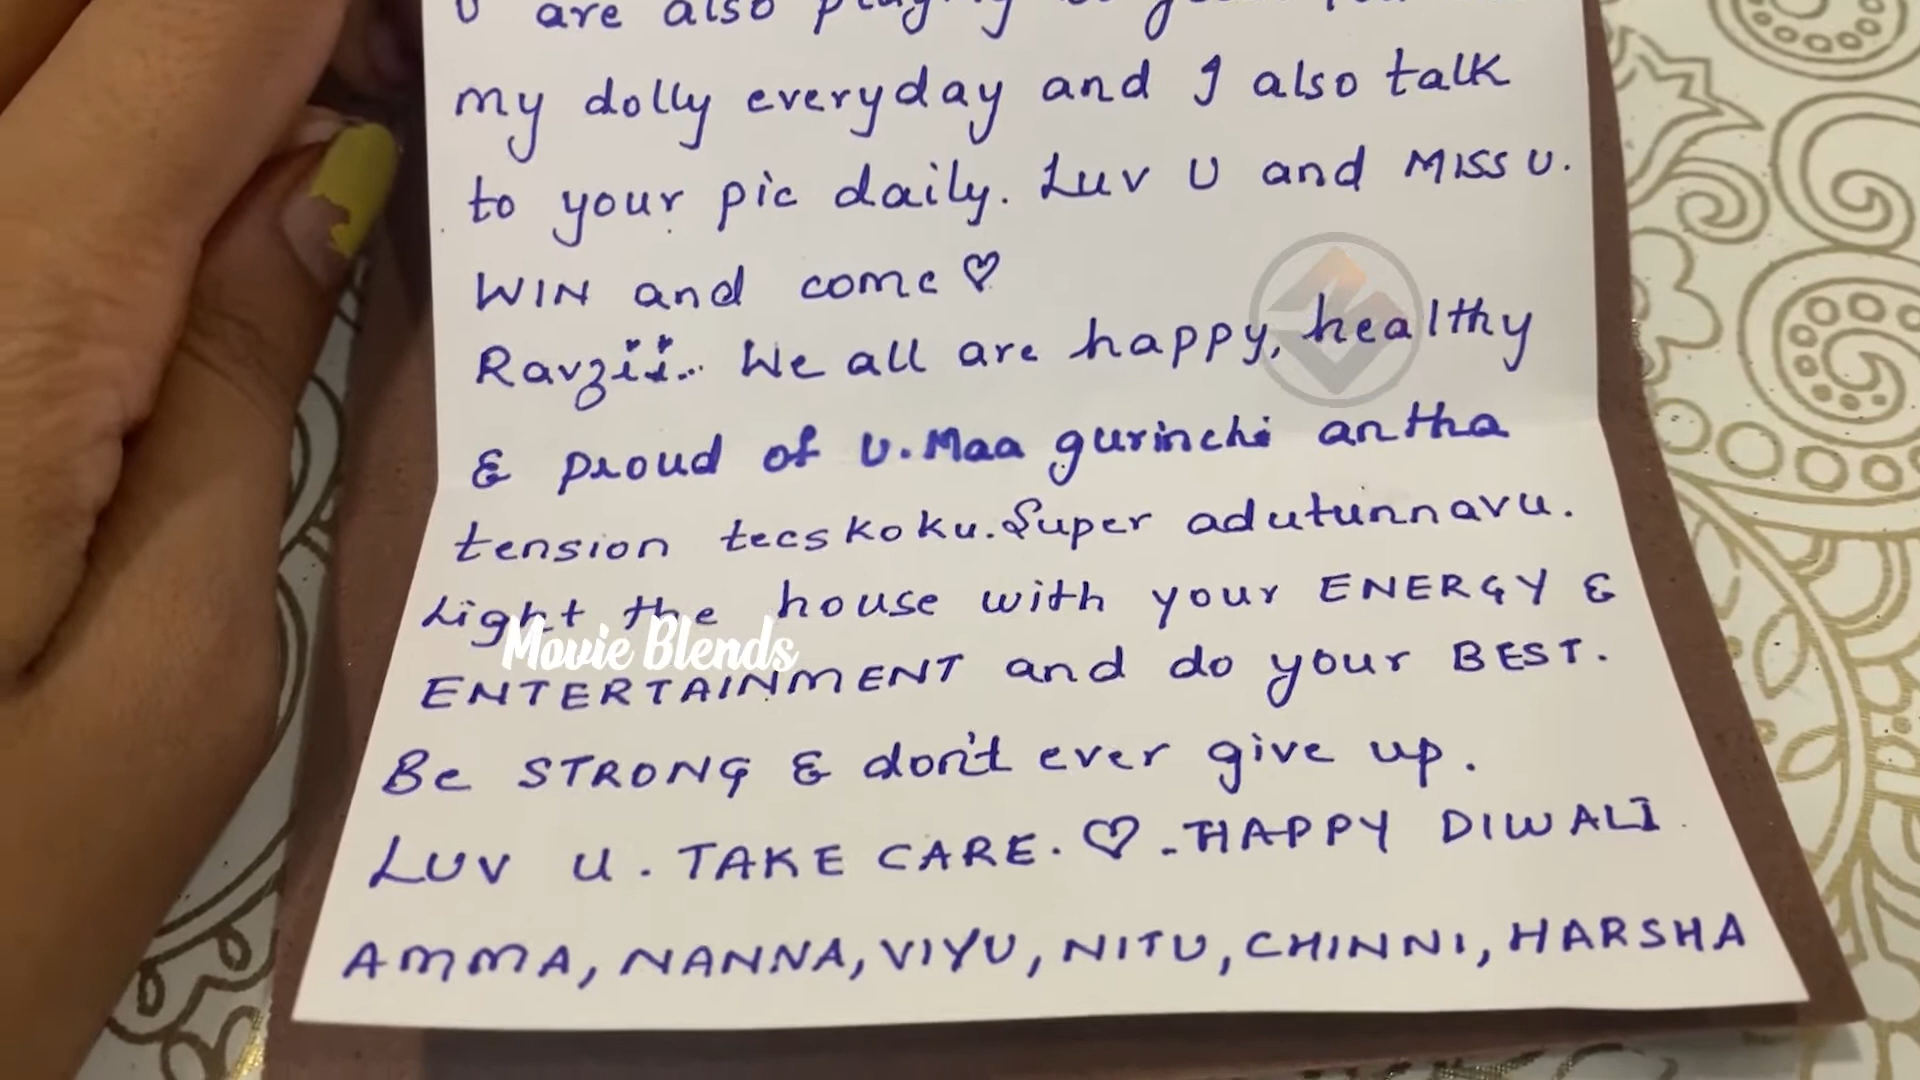 U are also playing
my dolly everyday and I also talk
to your pic daily. Luv U and MISS U.
WIN and come ♡
Ravzii... We all are happy, healthy
& proud of U. Maa gurinchi antha
tension teeskoku. Super adutunnavu.
Light the house with your ENERGY &
Movie Blends
ENTERTAINMENT and do your BEST.
Be STRONG & don't ever give up.
LUV U. TAKE CARE. ♡. HAPPY DIWALI
AMMA, NANNA, VIYU, NITU, CHINNI, HARSHA